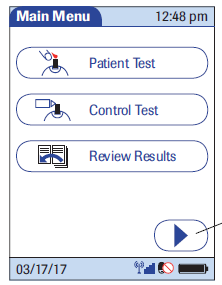 Main Menu 12:48 pm
Patient Test
Control Test
Review Results
03/17/17